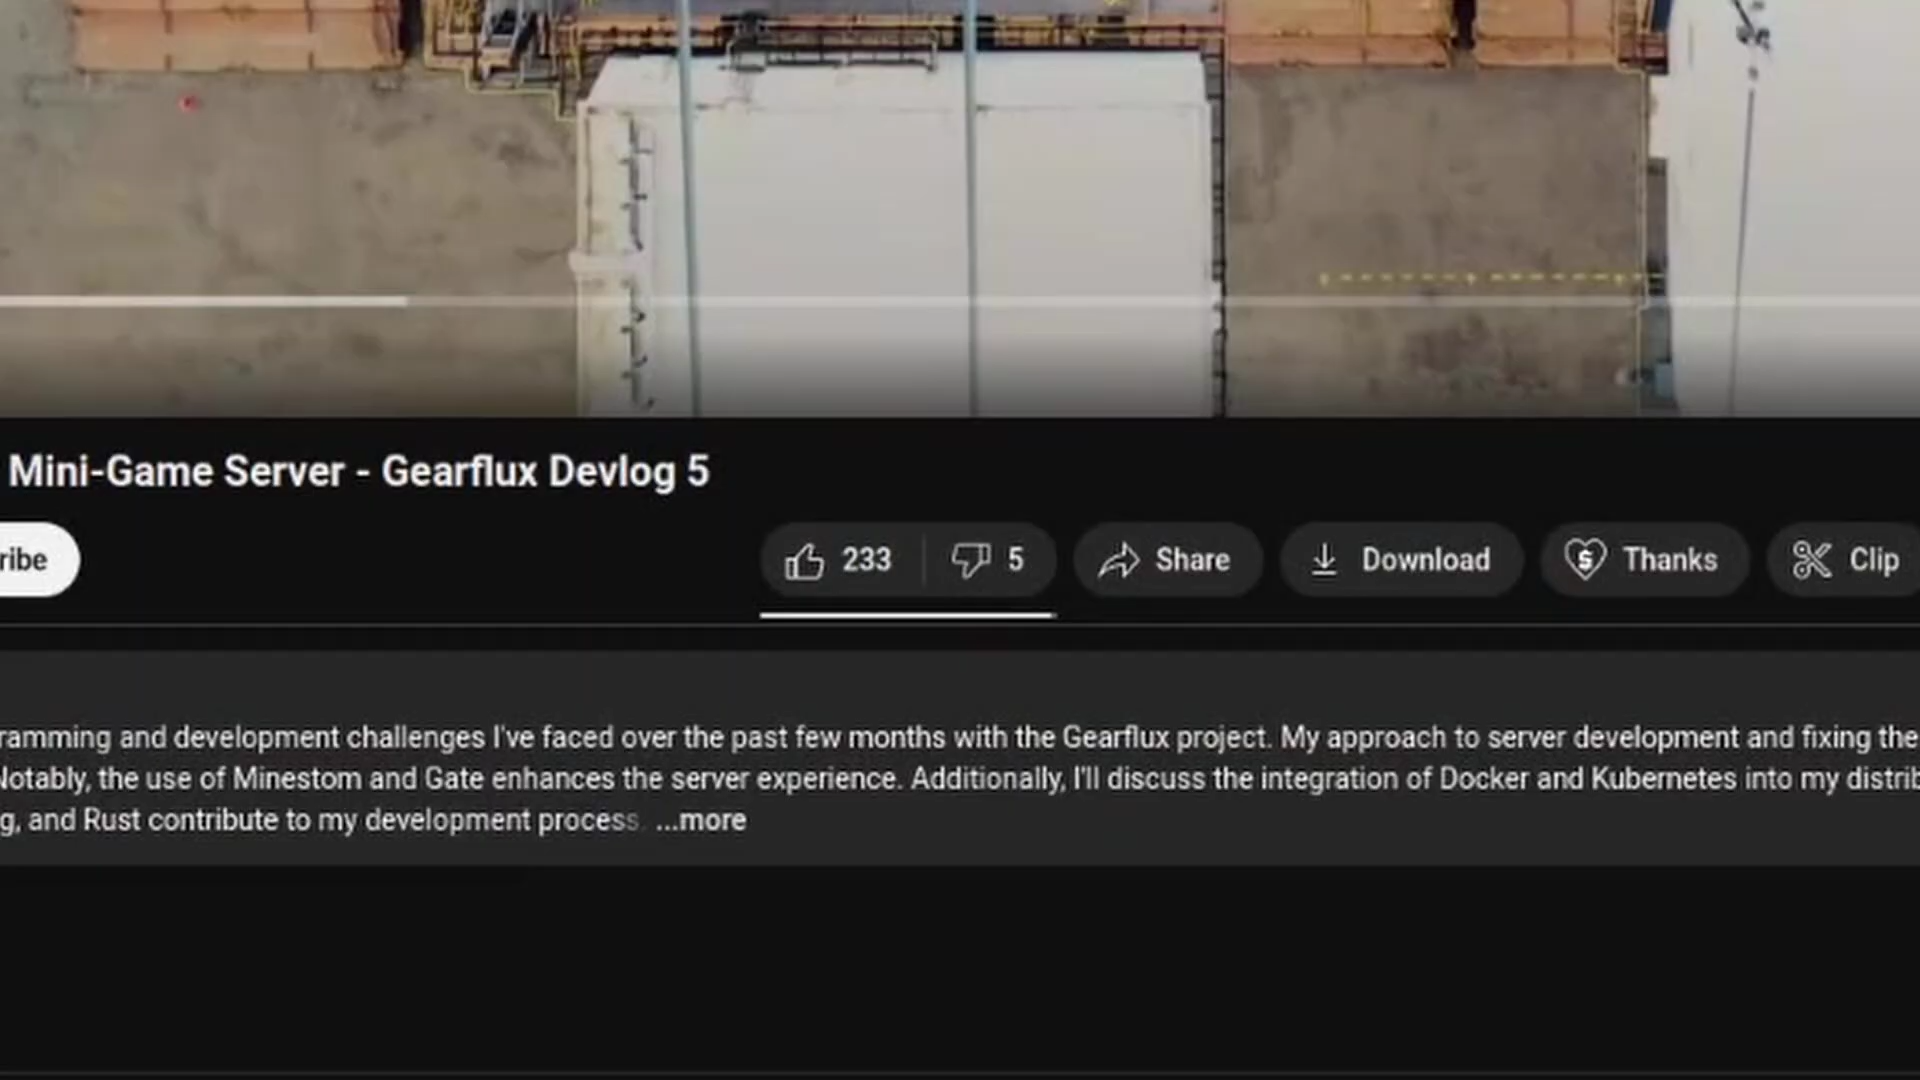 Mini-Game Server - Gearflux Devlog 5
ribe
233
5
Share
Download
Thanks
Clip
ramming and development challenges I've faced over the past few months with the Gearflux project. My approach to server development and fixing the
Notably, the use of Minestom and Gate enhances the server experience. Additionally, I'll discuss the integration of Docker and Kubernetes into my distrib
g, and Rust contribute to my development process. ...more